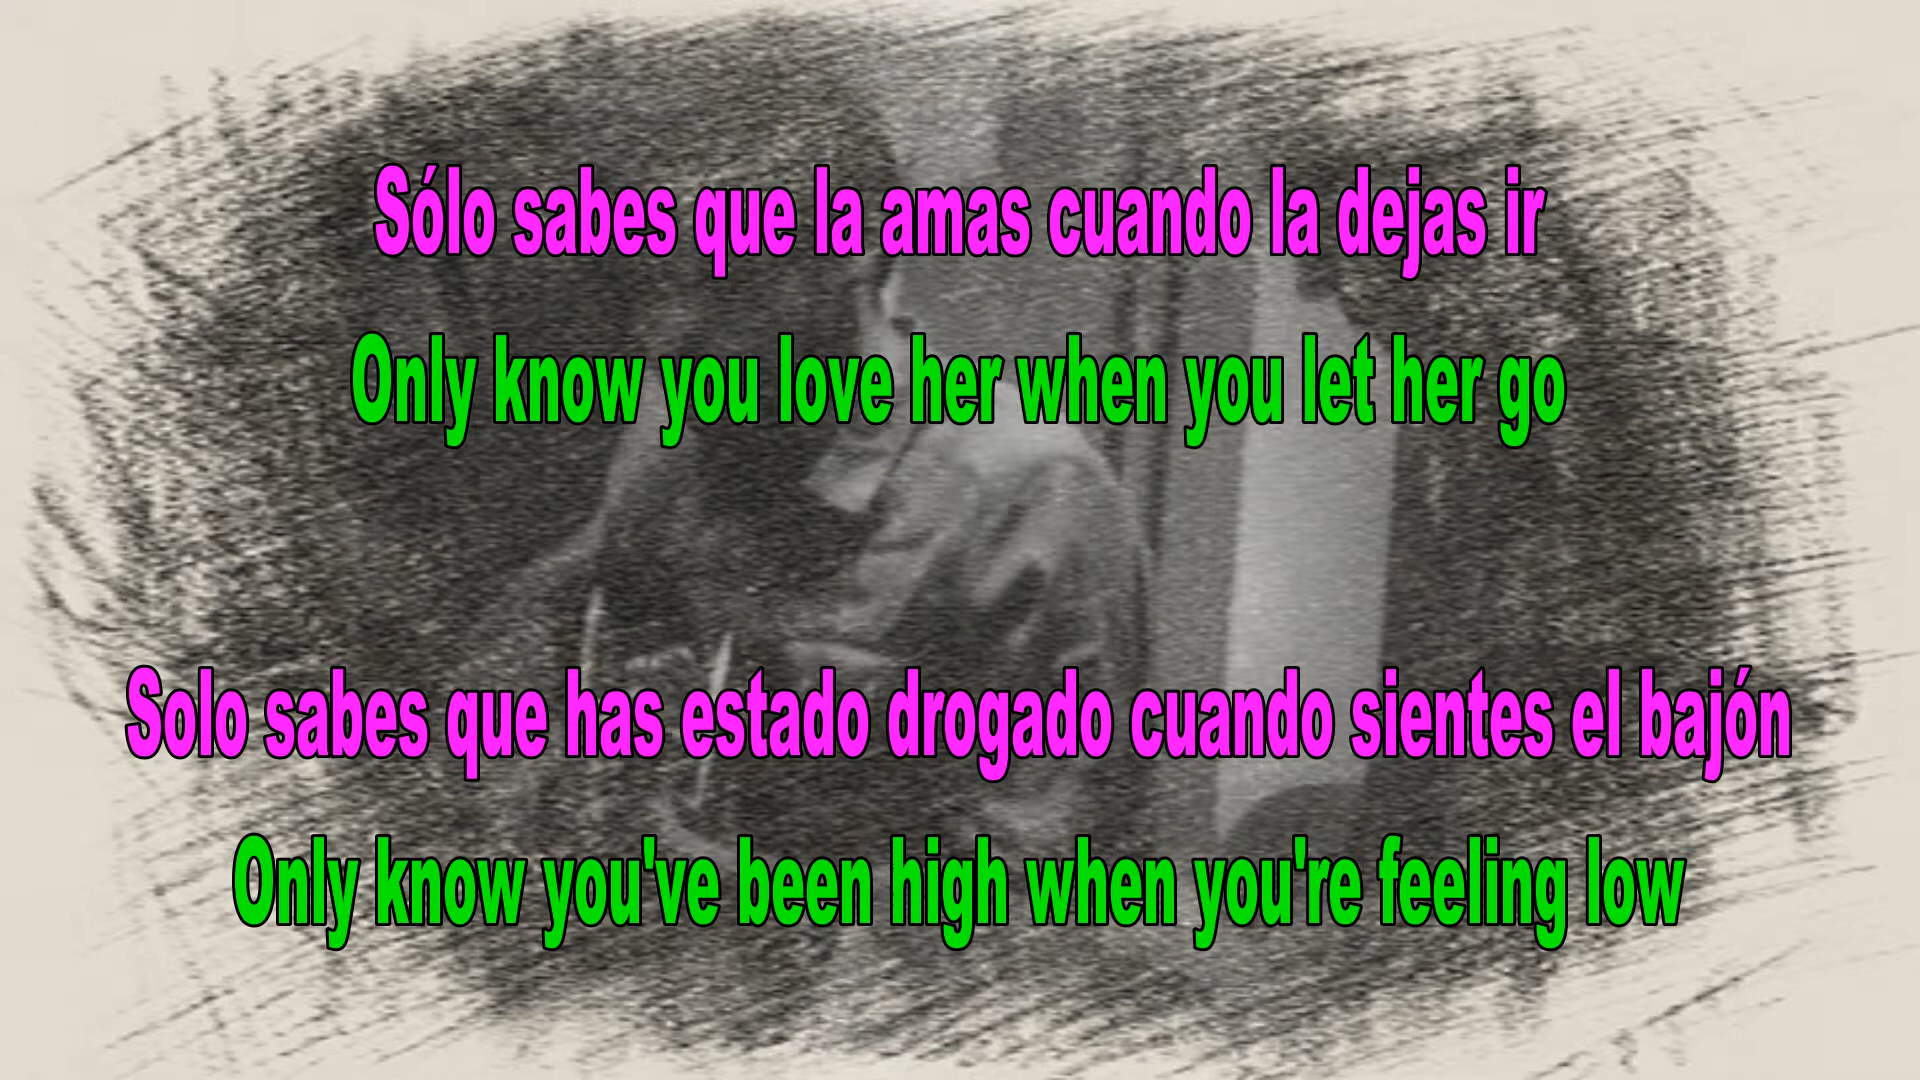 Sólo sabes que la amas cuando la dejas ir
Only know you love her when you let her go
Solo sabes que has estado drogado cuando sientes el bajón
Only know you've been high when you're feeling low